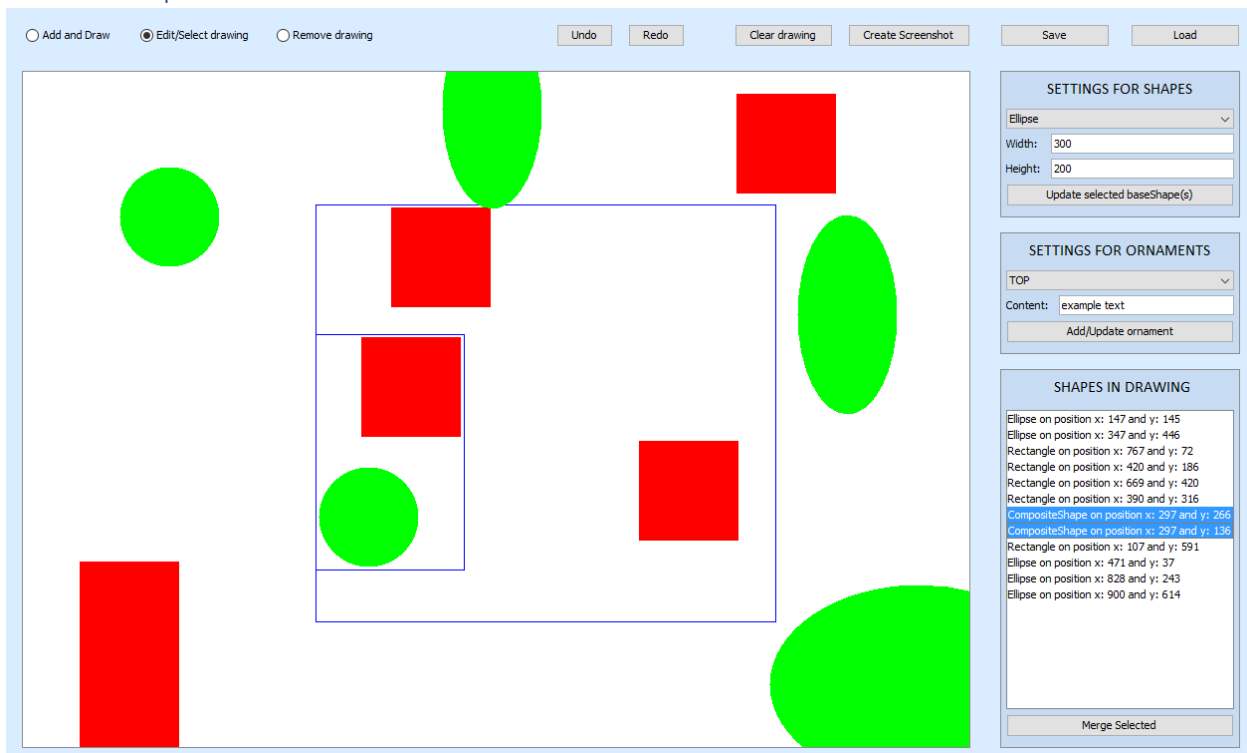 Add and Draw Edit/Select drawing Remove drawing Undo Redo Clear drawing Create Screenshot Save Load
SETTINGS FOR SHAPES
Ellipse
Width: 300
Height: 200
Update selected baseShape(s)
SETTINGS FOR ORNAMENTS
TOP
Content: example text
Add/Update ornament
SHAPES IN DRAWING
Ellipse on position x: 147 and y: 145
Ellipse on position x: 347 and y: 446
Rectangle on position x: 767 and y: 72
Rectangle on position x: 420 and y: 186
Rectangle on position x: 669 and y: 420
Rectangle on position x: 390 and y: 316
CompositeShape on position x: 297 and y: 266
CompositeShape on position x: 297 and y: 136
Rectangle on position x: 107 and y: 591
Ellipse on position x: 471 and y: 37
Ellipse on position x: 828 and y: 243
Ellipse on position x: 900 and y: 614
Merge Selected